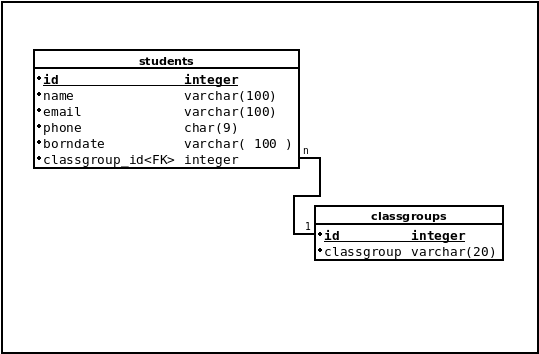 students
id integer
name varchar(100)
email varchar(100)
phone char(9)
borndate varchar( 100 )
classgroup_id<FK> integer
n
1
classgroups
id integer
classgroup varchar(20)